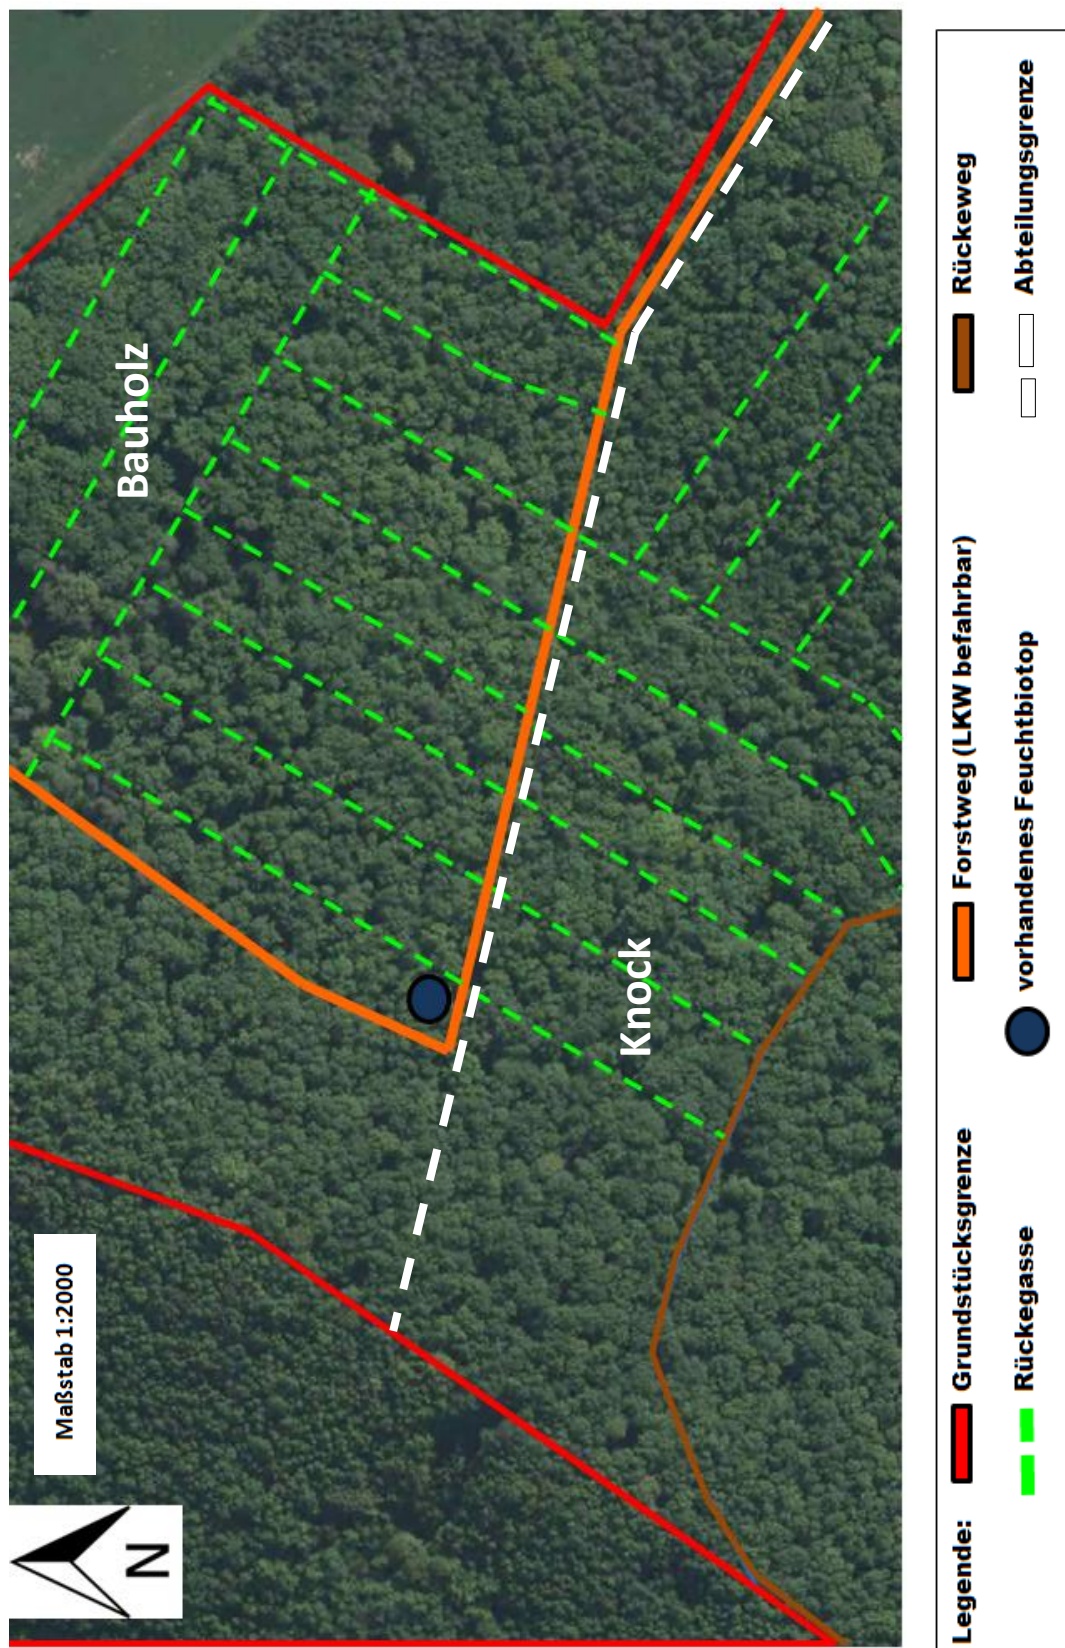 Maßstab 1:2000
N
Bauholz
Knock
Legende: Grundstücksgrenze Forstweg (LKW befahrbar) Rückeweg
Rückegasse vorhandenes Feuchtbiotop Abteilungsgrenze